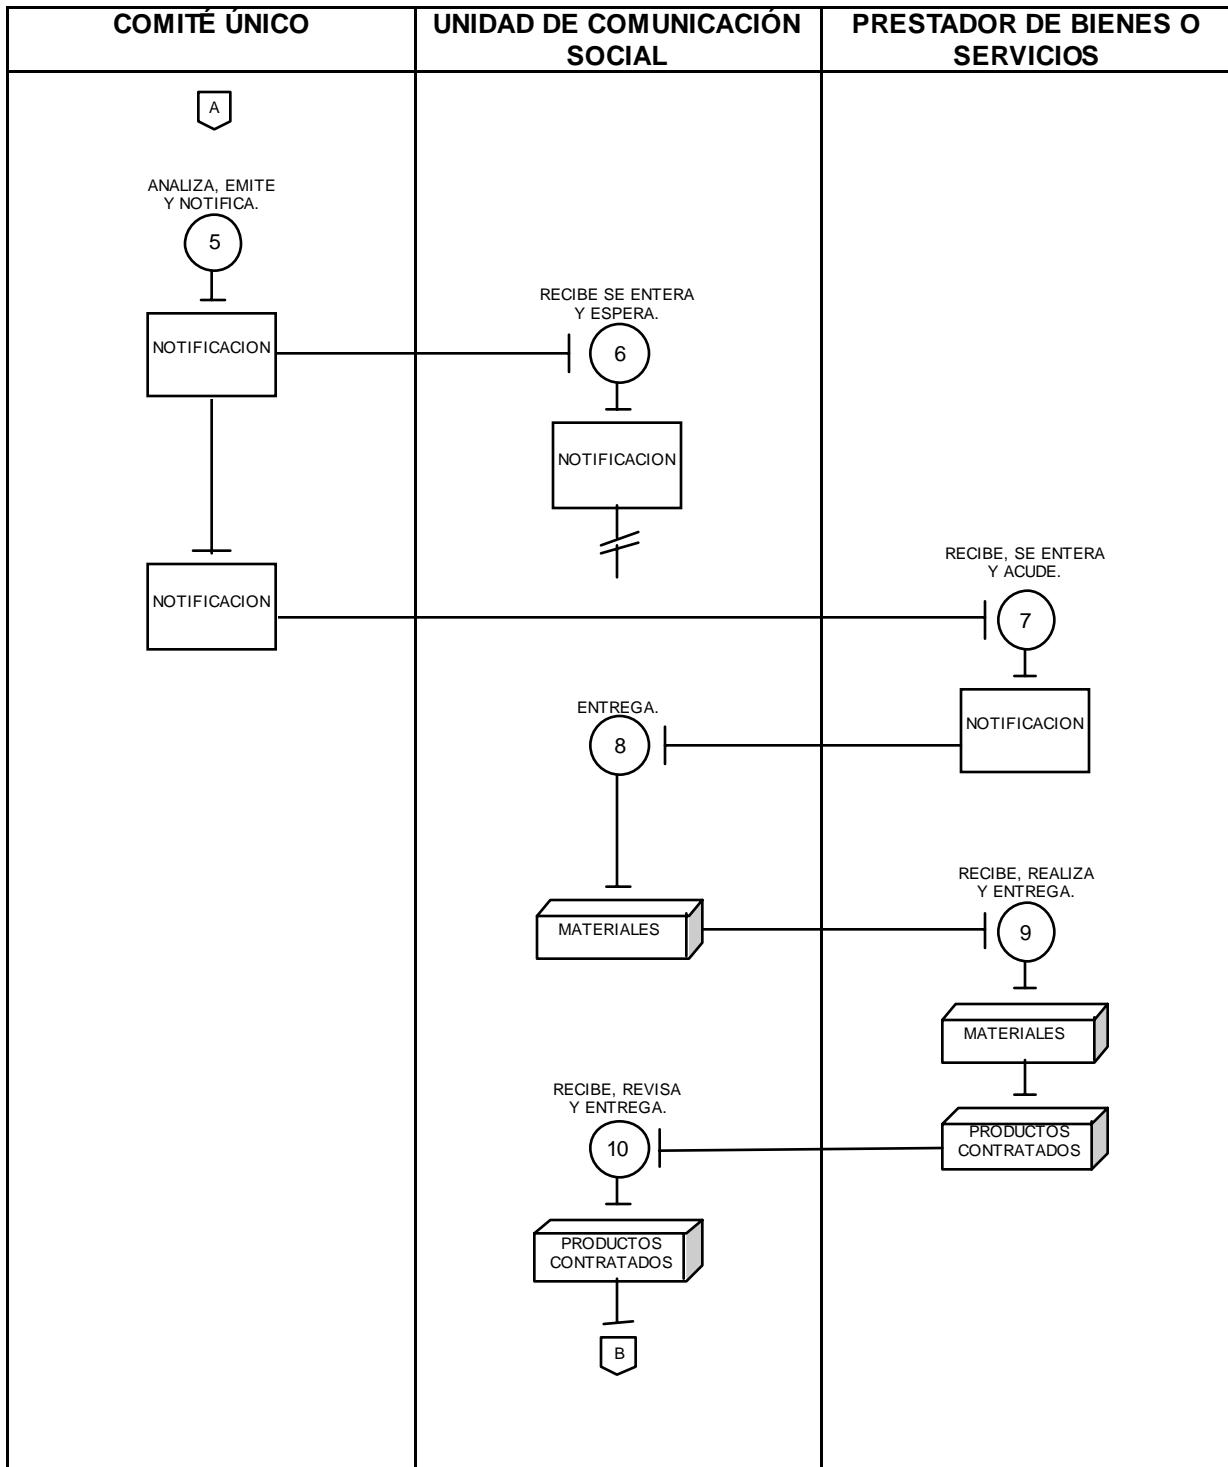 COMITÉ ÚNICO
UNIDAD DE COMUNICACIÓN
SOCIAL
PRESTADOR DE BIENES O
SERVICIOS
A
ANALIZA, EMITE
Y NOTIFICA.
5
NOTIFICACION
RECIBE SE ENTERA
Y ESPERA.
6
NOTIFICACION
NOTIFICACION
RECIBE, SE ENTERA
Y ACUDE.
7
NOTIFICACION
ENTREGA.
8
MATERIALES
RECIBE, REALIZA
Y ENTREGA.
9
MATERIALES
PRODUCTOS
CONTRATADOS
RECIBE, REVISA
Y ENTREGA.
10
PRODUCTOS
CONTRATADOS
B